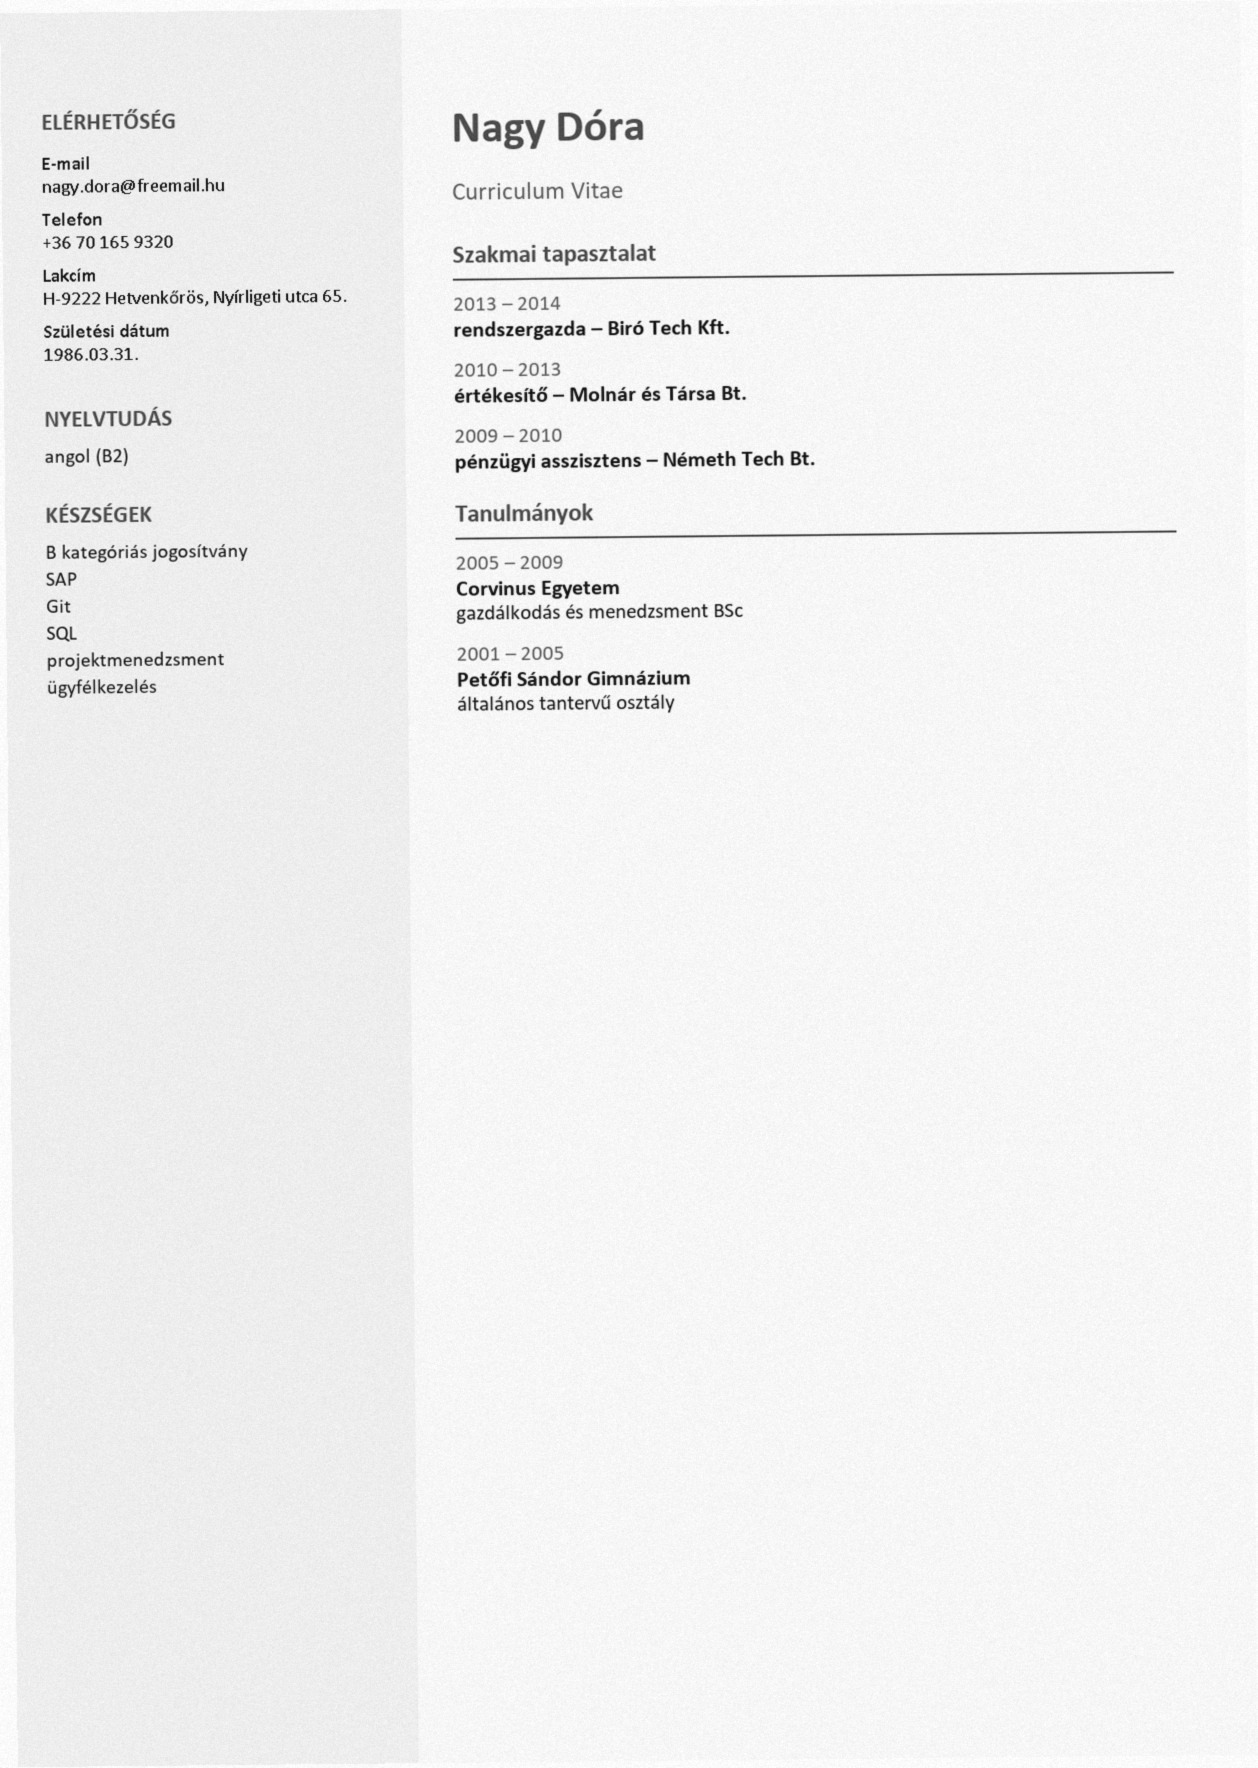 ELÉRHETŐSÉG
E-mail
nagy.dora@freemail.hu
Telefon
+36 70 165 9320
Lakcím
H-9222 Hetvenkőrös, Nyírligeti utca 65.
Születési dátum
1986.03.31.
NYELVTUDÁS
angol (B2)
KÉSZSÉGEK
B kategóriás jogosítvány
SAP
Git
SQL
projektmenedzsment
ügyfélkezelés
Nagy Dóra
Curriculum Vitae
Szakmai tapasztalat
2013 – 2014
rendszergazda – Biró Tech Kft.
2010 – 2013
értékesítő – Molnár és Társa Bt.
2009 – 2010
pénzügyi asszisztens – Németh Tech Bt.
Tanulmányok
2005 – 2009
Corvinus Egyetem
gazdálkodás és menedzsment BSc
2001 – 2005
Petőfi Sándor Gimnázium
általános tantervű osztály